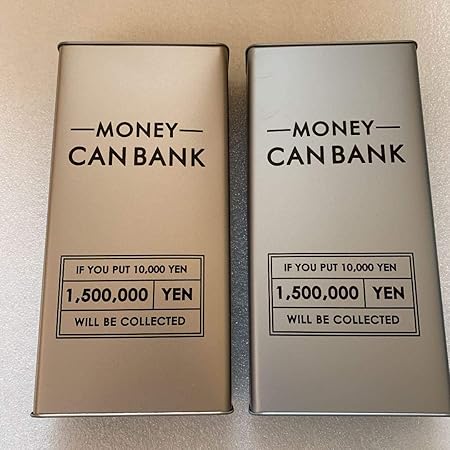 —MONEY—
CAN BANK
IF YOU PUT 10,000 YEN
1,500,000 YEN
WILL BE COLLECTED
—MONEY—
CAN BANK
IF YOU PUT 10,000 YEN
1,500,000 YEN
WILL BE COLLECTED